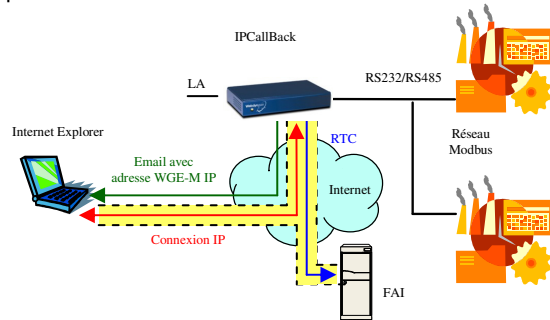 IPCallBack
RS232/RS485
LA
Internet Explorer
RTC
Réseau
Modbus
Email avec
adresse WGE-M IP
Internet
Connexion IP
FAI